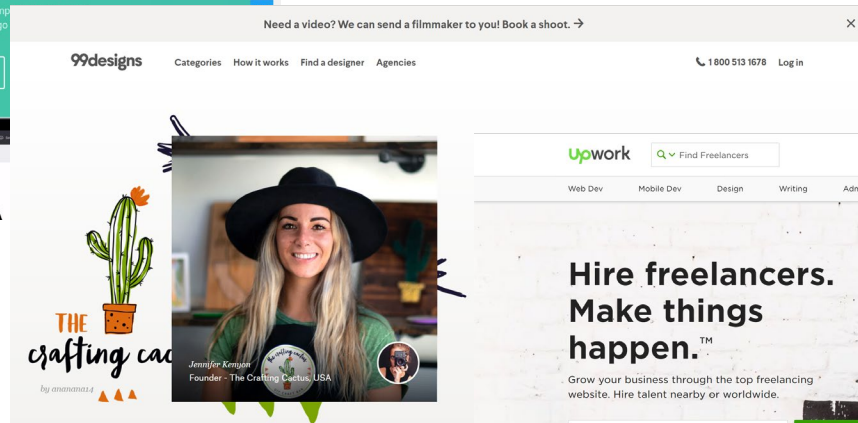 Need a video? We can send a filmmaker to you! Book a shoot. →
99designs
Categories How it works Find a designer Agencies
1 800 513 1678 Log in
THE
crafting cac
by ananana14
the crafting cactus
Jennifer Kenyon
Founder - The Crafting Cactus, USA
Upwork
Find Freelancers
Web Dev Mobile Dev Design Writing Adm
Hire freelancers.
Make things
happen.™
Grow your business through the top freelancing
website. Hire talent nearby or worldwide.